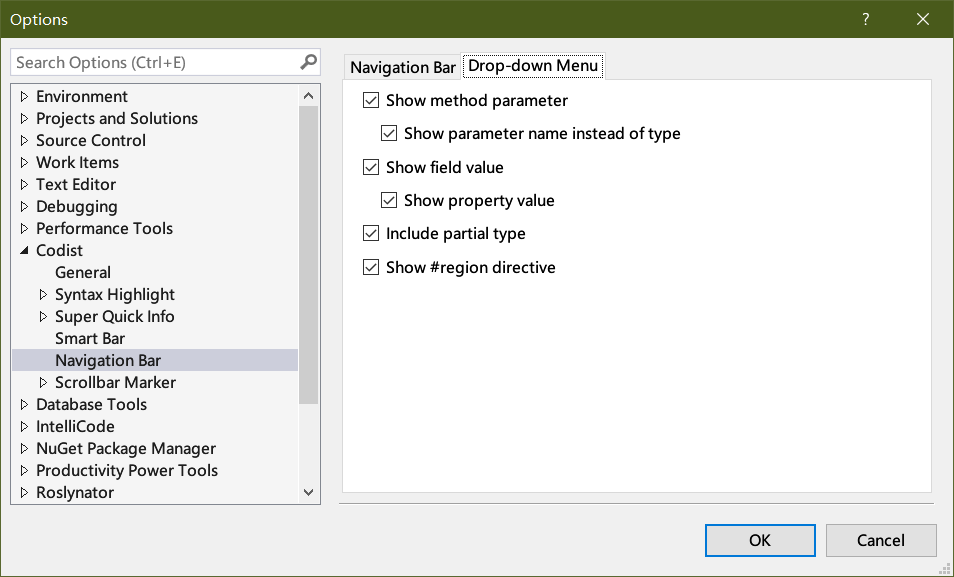 Options
?
Search Options (Ctrl+E)
Environment
Projects and Solutions
Source Control
Work Items
Text Editor
Debugging
Performance Tools
Codist
General
Syntax Highlight
Super Quick Info
Smart Bar
Navigation Bar
Scrollbar Marker
Database Tools
IntelliCode
NuGet Package Manager
Productivity Power Tools
Roslynator
Navigation Bar
Drop-down Menu
Show method parameter
Show parameter name instead of type
Show field value
Show property value
Include partial type
Show #region directive
OK
Cancel